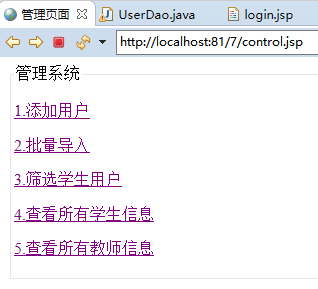 管理页面 UserDao.java login.jsp
http://localhost:81/7/control.jsp
管理系统
1.添加用户
2.批量导入
3.筛选学生用户
4.查看所有学生信息
5.查看所有教师信息